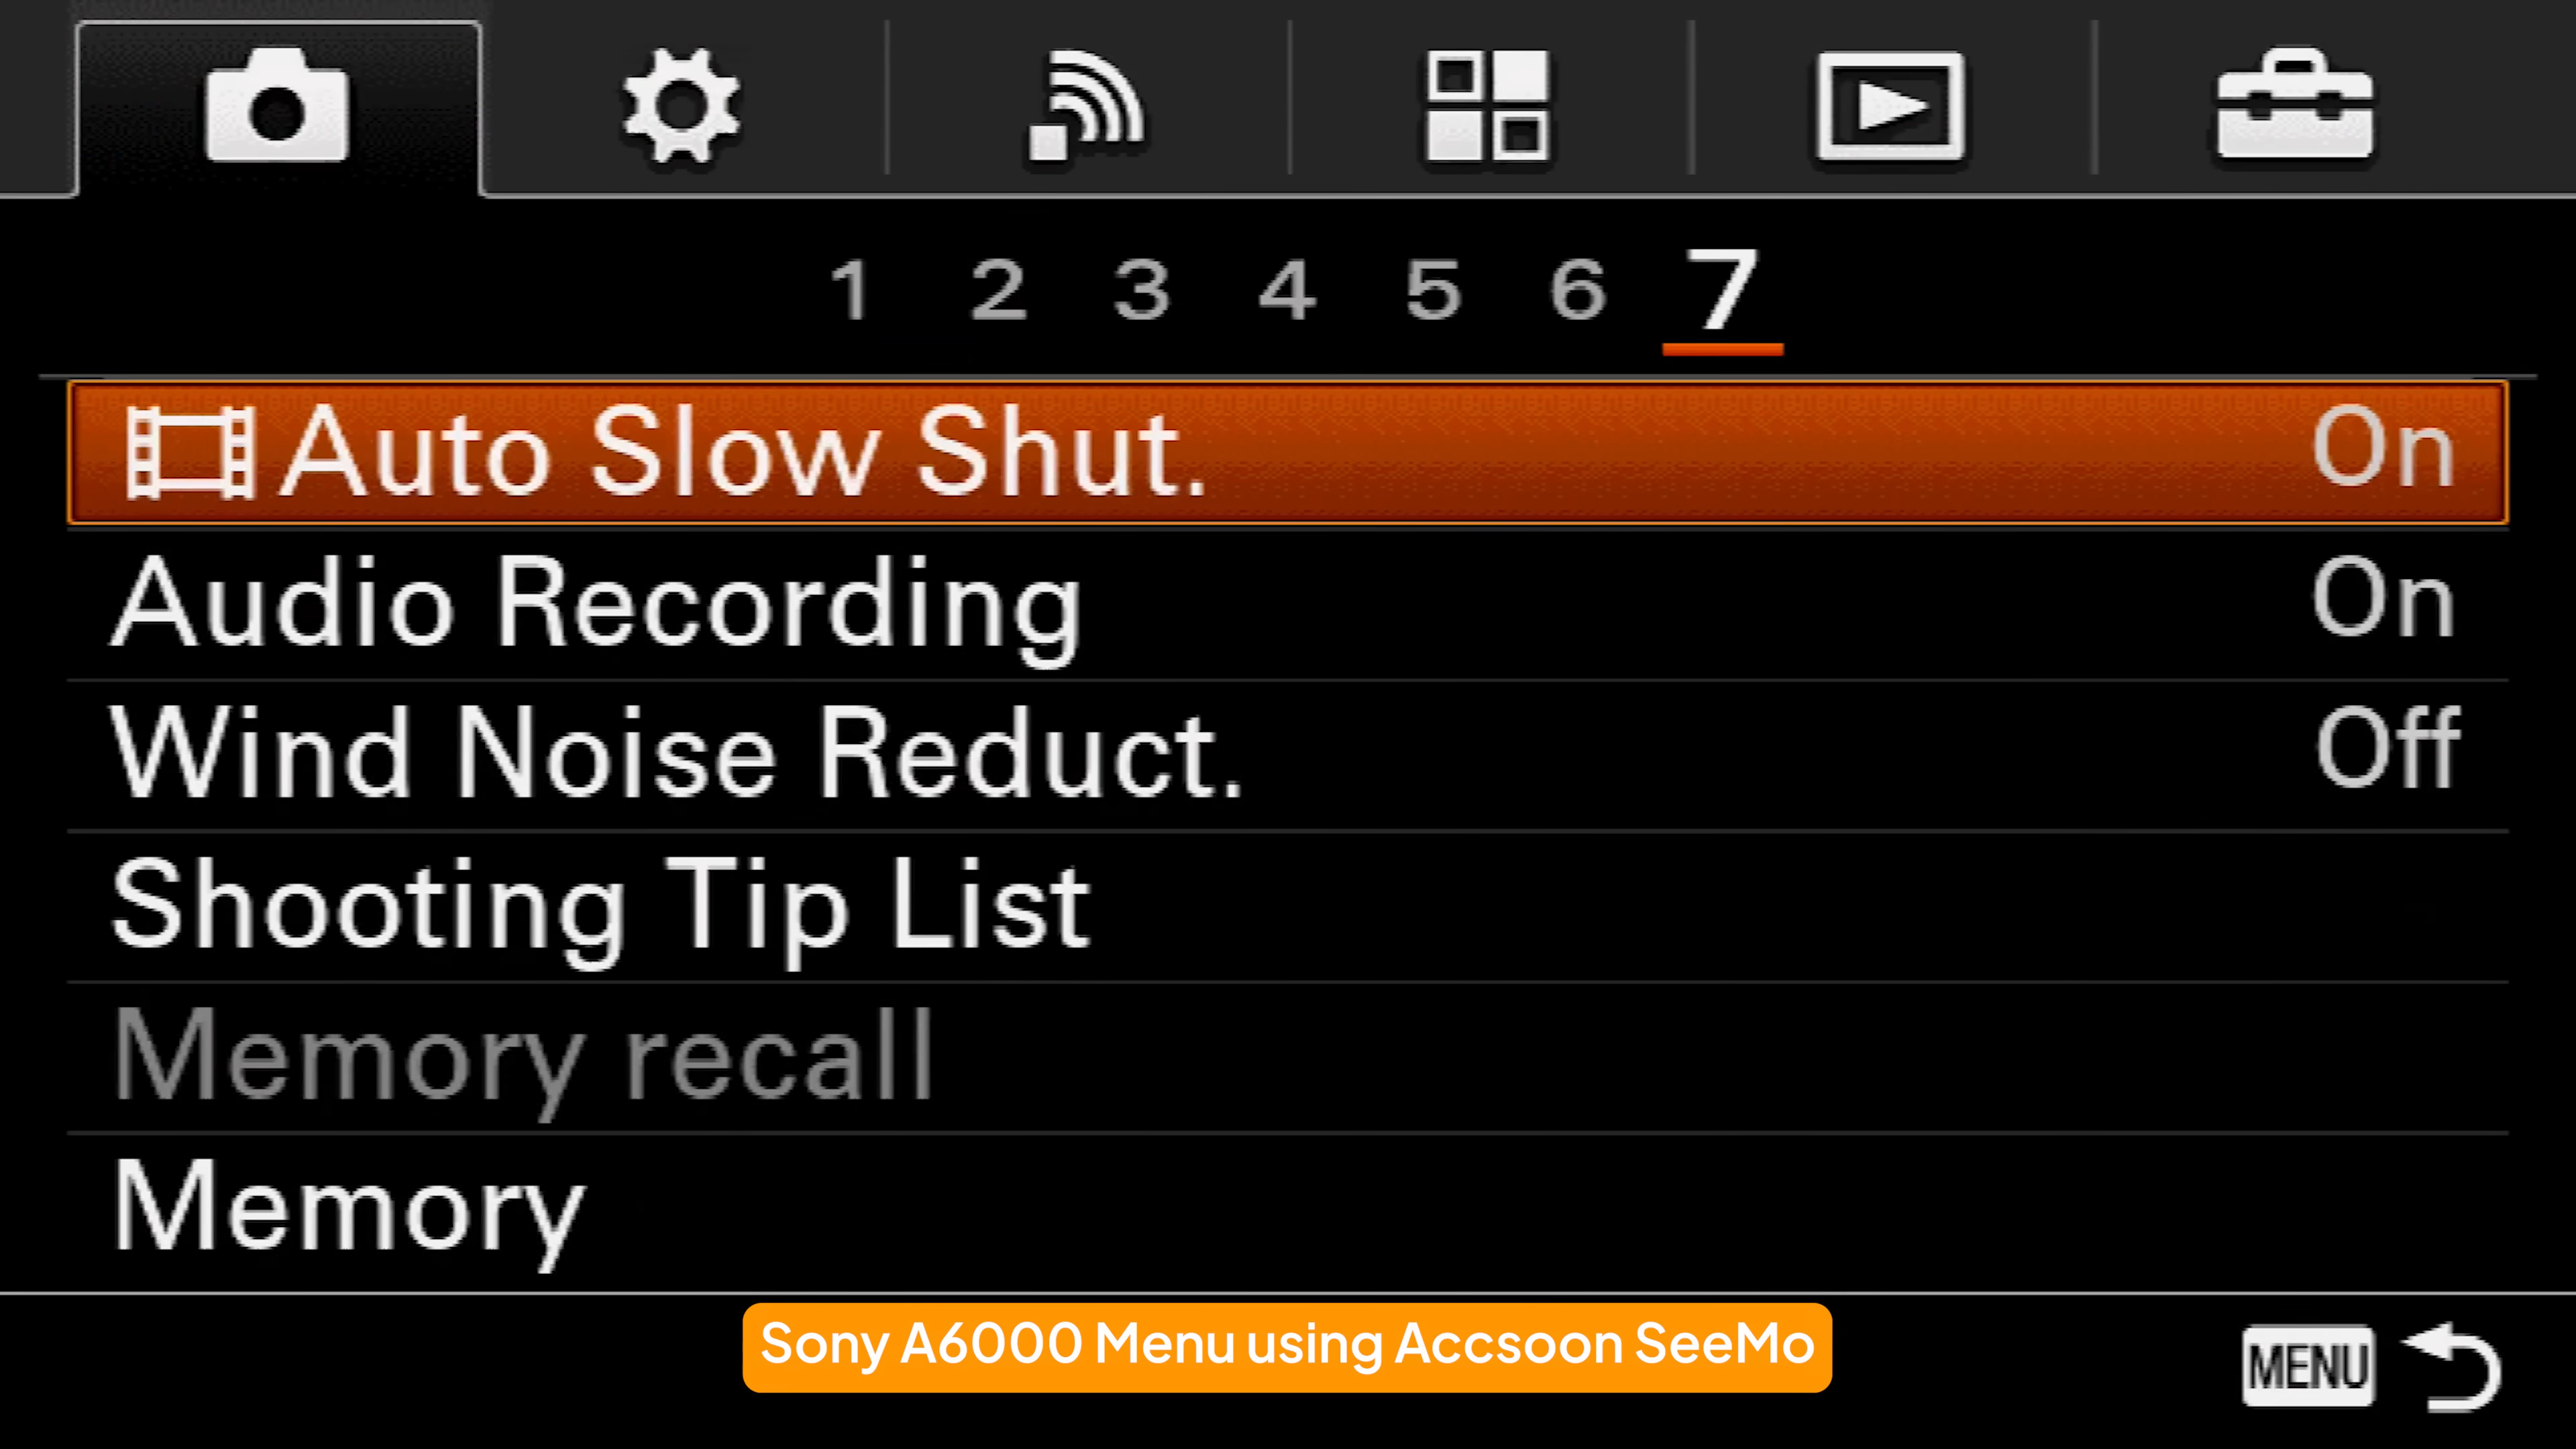 1 2 3 4 5 6 7
Auto Slow Shut. On
Audio Recording On
Wind Noise Reduct. Off
Shooting Tip List
Memory recall
Memory
Sony A6000 Menu using Accsoon SeeMo
MENU